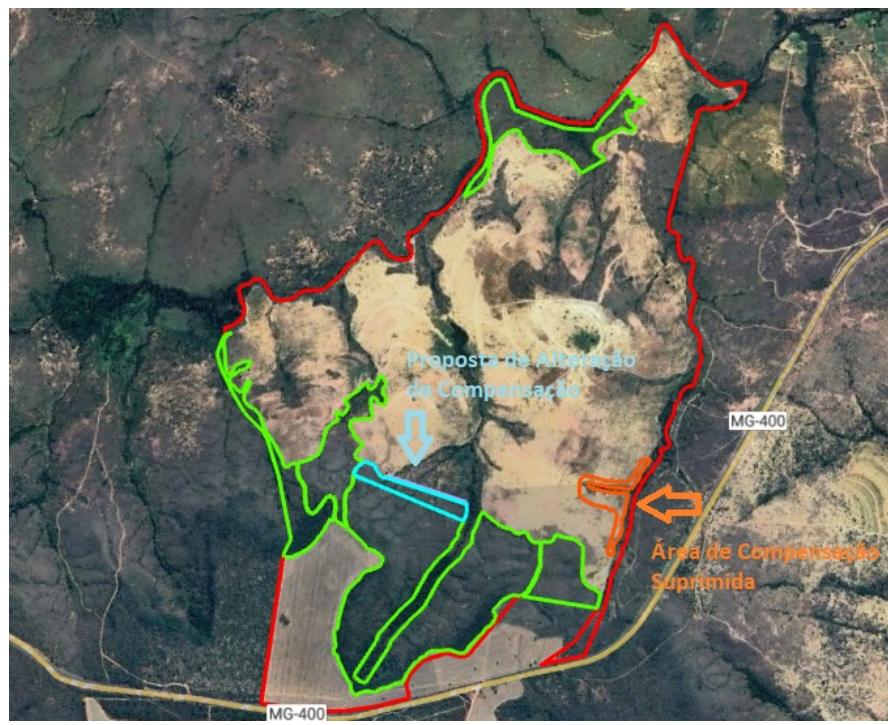 Proposta de Alteração
de Compensação
MG-400
Área de Compensação
Suprimida
MG-400